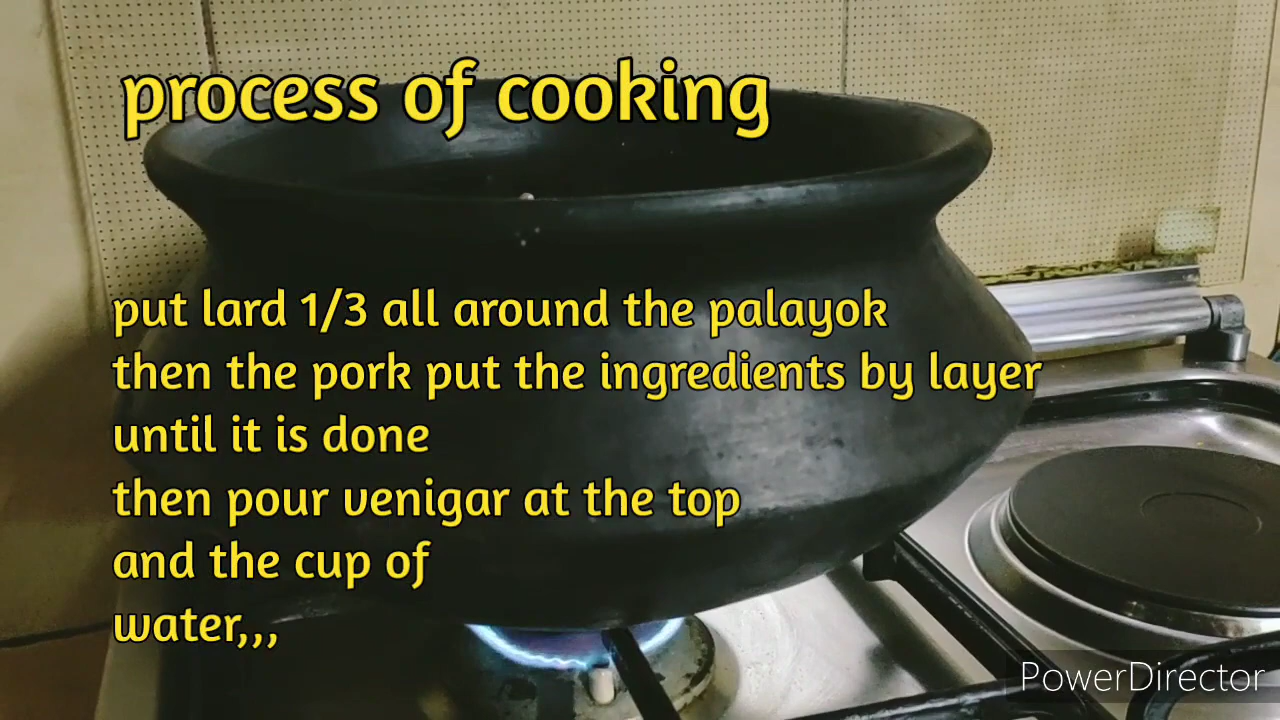 process of cooking
put lard 1/3 all around the palayok
then the pork put the ingredients by layer
until it is done
then pour venigar at the top
and the cup of
water,,,
PowerDirector